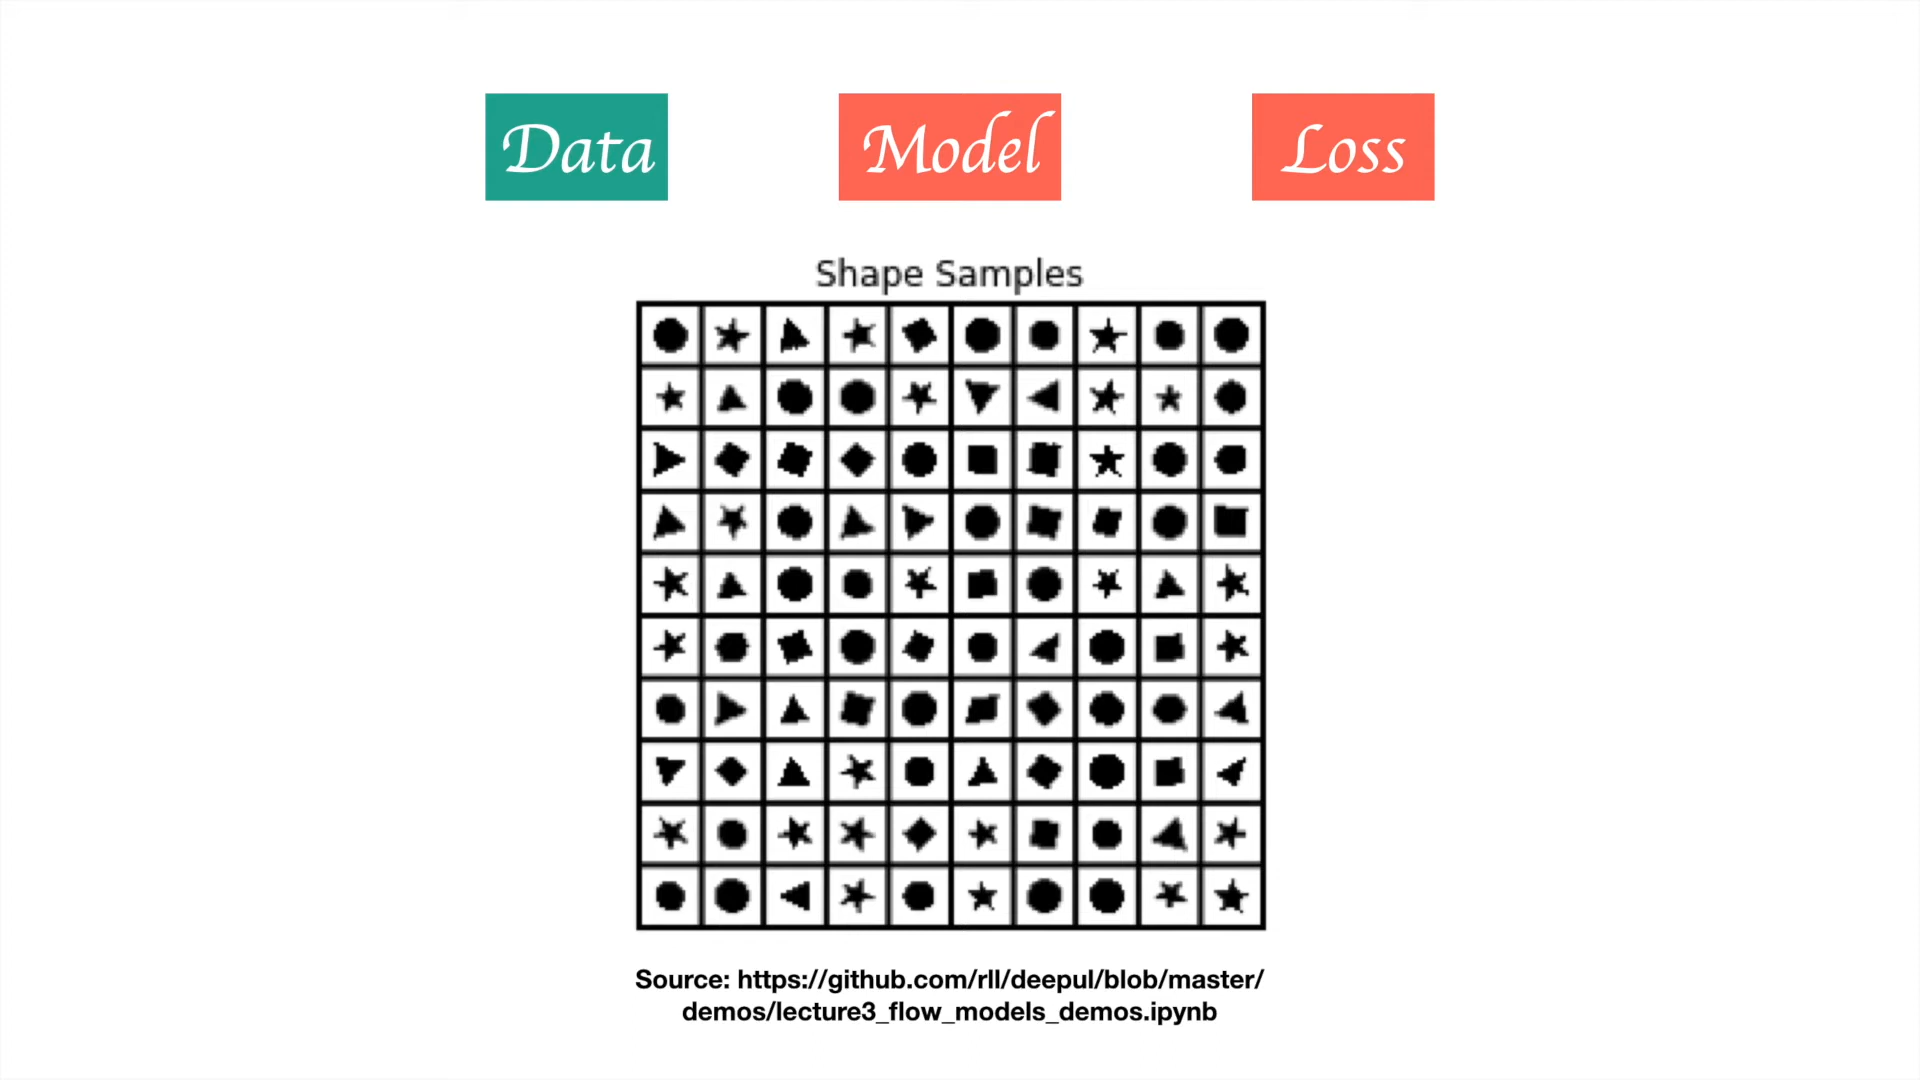 Data
Model
Loss
Shape Samples
Source: https://github.com/rll/deepul/blob/master/
demos/lecture3_flow_models_demos.ipynb